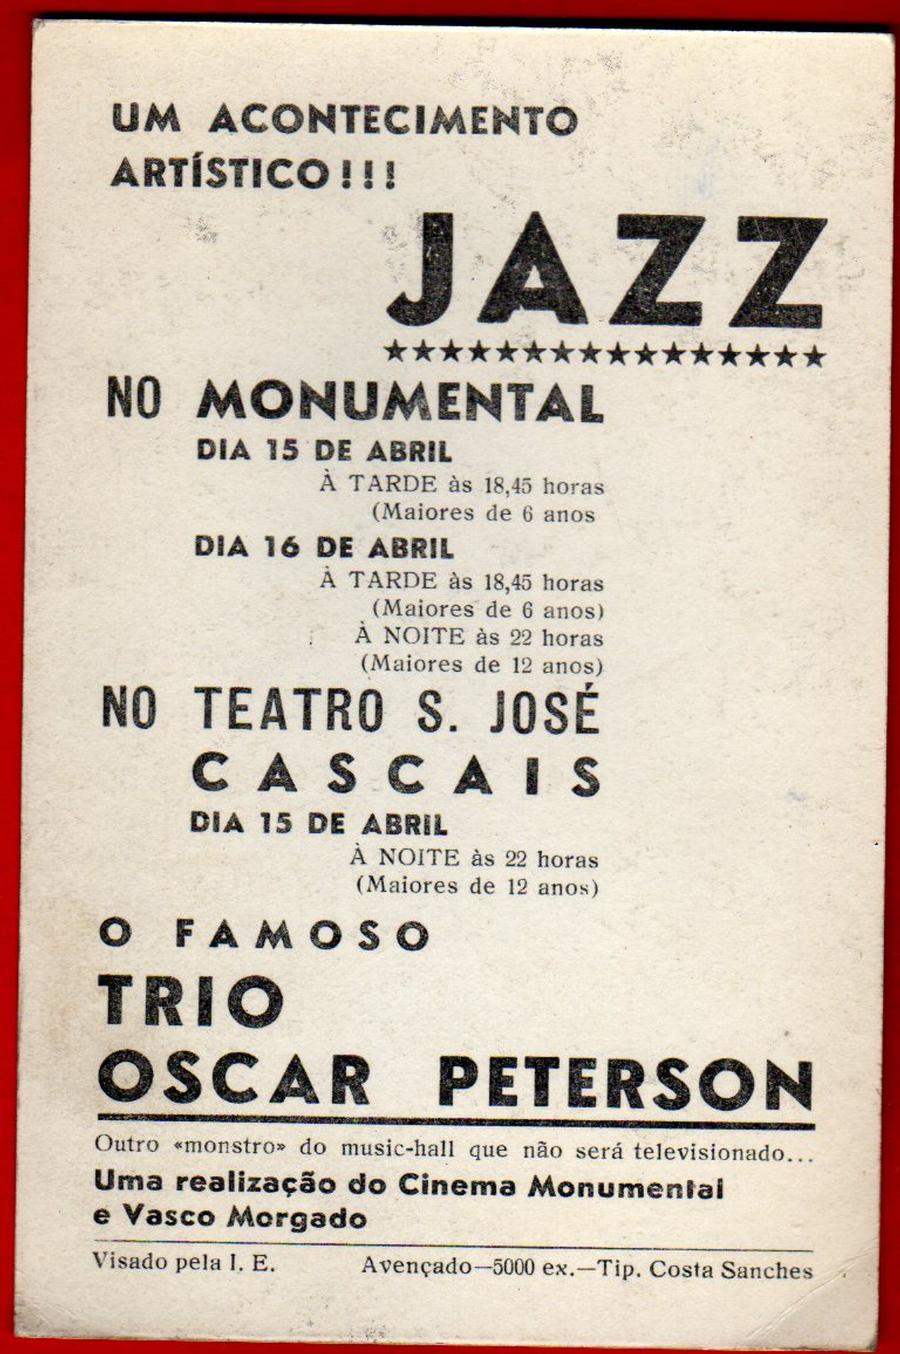 UM ACONTECIMENTO
ARTÍSTICO!!!
JAZZ
NO MONUMENTAL
DIA 15 DE ABRIL
À TARDE às 18,45 horas
(Maiores de 6 anos
DIA 16 DE ABRIL
À TARDE às 18,45 horas
(Maiores de 6 anos)
À NOITE às 22 horas
(Maiores de 12 anos)
NO TEATRO S. JOSÉ
CASCAIS
DIA 15 DE ABRIL
À NOITE às 22 horas
(Maiores de 12 anos)
O FAMOSO
TRIO
OSCAR PETERSON
Outro «monstro» do music-hall que não será televisionado...
Uma realização do Cinema Monumental
e Vasco Morgado
Visado pela I. E. Avençado—5000 ex.—Tip. Costa Sanches